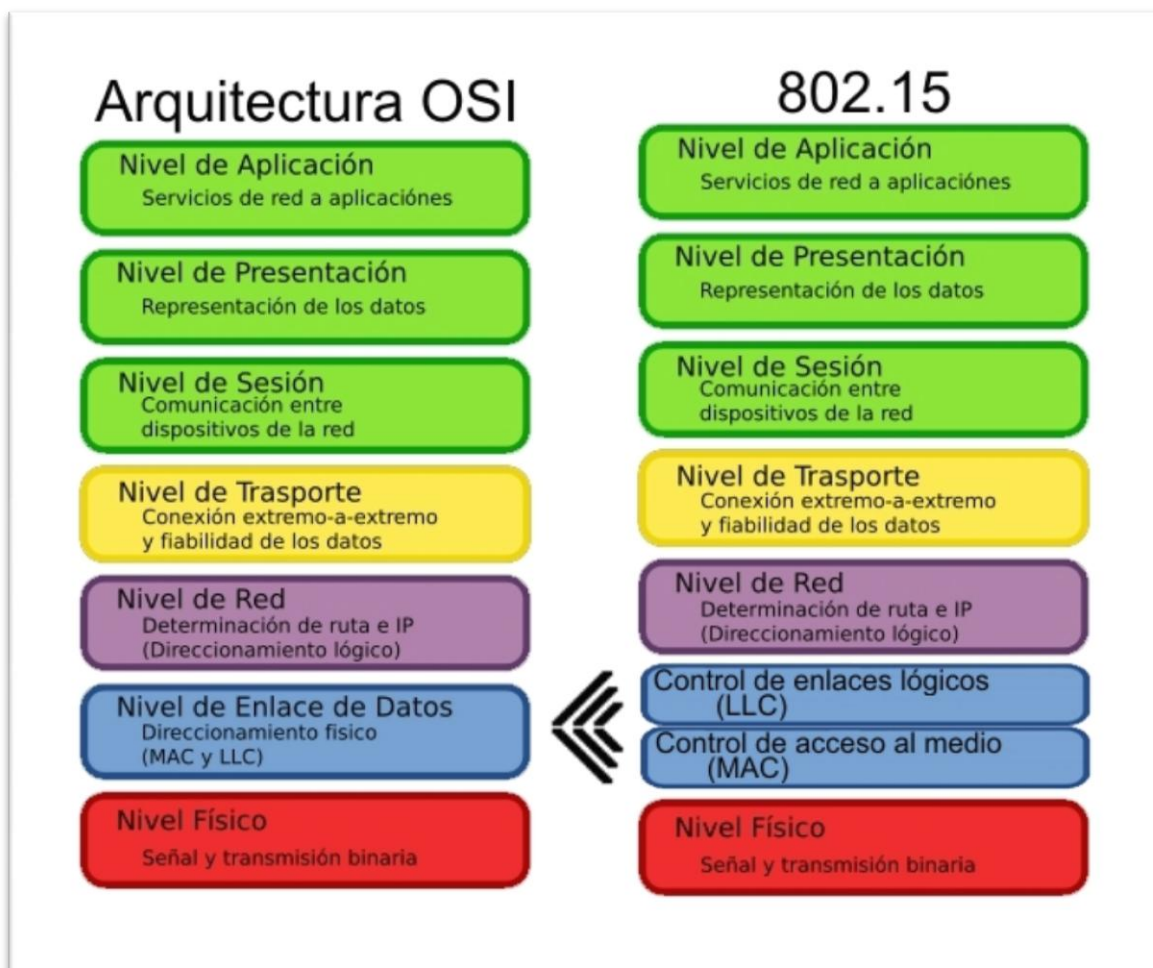 Arquitectura OSI
Nivel de Aplicación
Servicios de red a aplicaciónes
Nivel de Presentación
Representación de los datos
Nivel de Sesión
Comunicación entre
dispositivos de la red
Nivel de Trasporte
Conexión extremo-a-extremo
y fiabilidad de los datos
Nivel de Red
Determinación de ruta e IP
(Direccionamiento lógico)
Nivel de Enlace de Datos
Direccionamiento fisico
(MAC y LLC)
Nivel Físico
Señal y transmisión binaria
802.15
Nivel de Aplicación
Servicios de red a aplicaciónes
Nivel de Presentación
Representación de los datos
Nivel de Sesión
Comunicación entre
dispositivos de la red
Nivel de Trasporte
Conexión extremo-a-extremo
y fiabilidad de los datos
Nivel de Red
Determinación de ruta e IP
(Direccionamiento lógico)
Control de enlaces lógicos
(LLC)
Control de acceso al medio
(MAC)
Nivel Físico
Señal y transmisión binaria